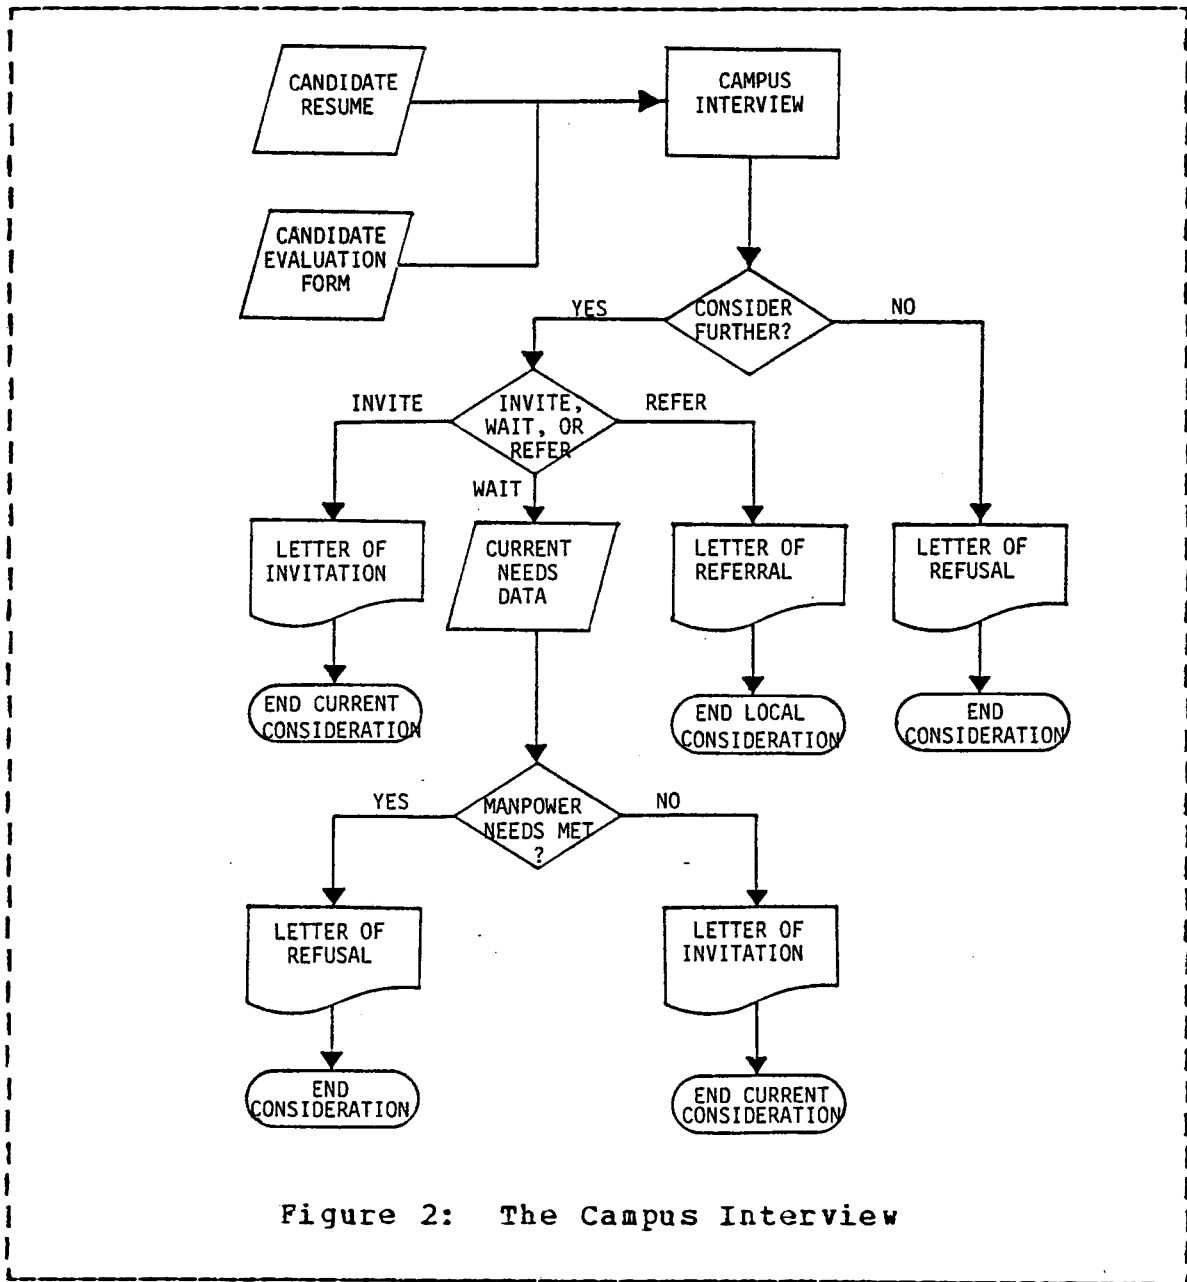 CANDIDATE
RESUME
CAMPUS
INTERVIEW
CANDIDATE
EVALUATION
FORM
CONSIDER
FURTHER?
YES
NO
INVITE,
WAIT, OR
REFER
INVITE
REFER
WAIT
LETTER OF
INVITATION
CURRENT
NEEDS
DATA
LETTER OF
REFERRAL
LETTER OF
REFUSAL
END CURRENT
CONSIDERATION
END LOCAL
CONSIDERATION
END
CONSIDERATION
MANPOWER
NEEDS MET
?
YES
NO
LETTER OF
REFUSAL
LETTER OF
INVITATION
END
CONSIDERATION
END CURRENT
CONSIDERATION
Figure 2: The Campus Interview